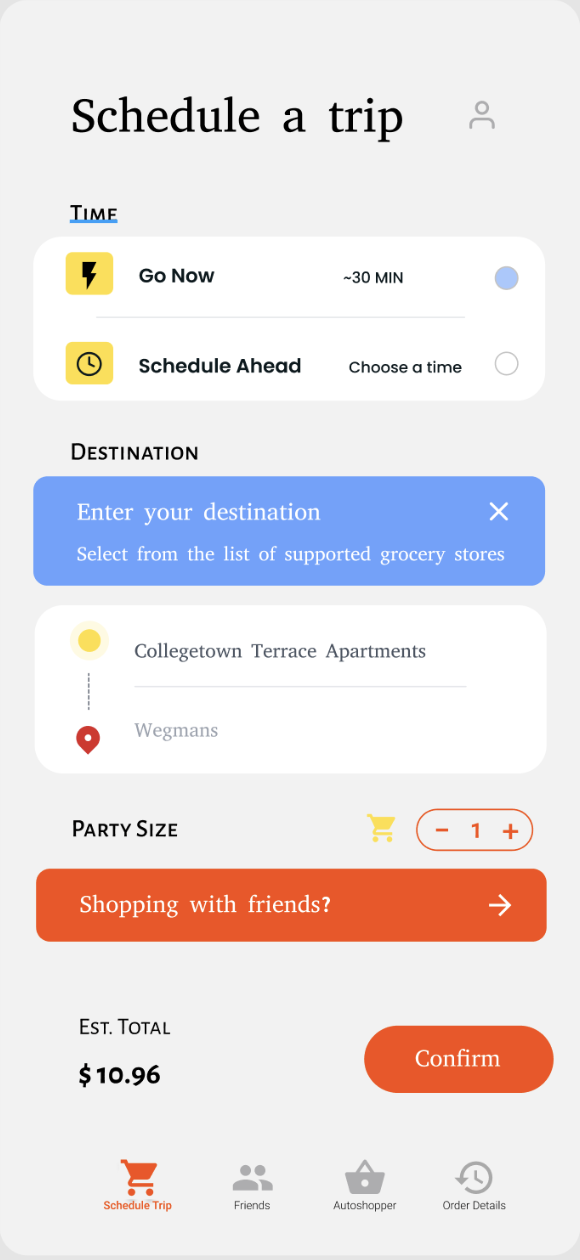 Schedule a trip
Time
Go Now ~30 MIN
Schedule Ahead Choose a time
Destination
Enter your destination
Select from the list of supported grocery stores
Collegetown Terrace Apartments
Wegmans
Party Size − 1 +
Shopping with friends?
Est. Total
$10.96
Confirm
Schedule Trip Friends Autoshopper Order Details